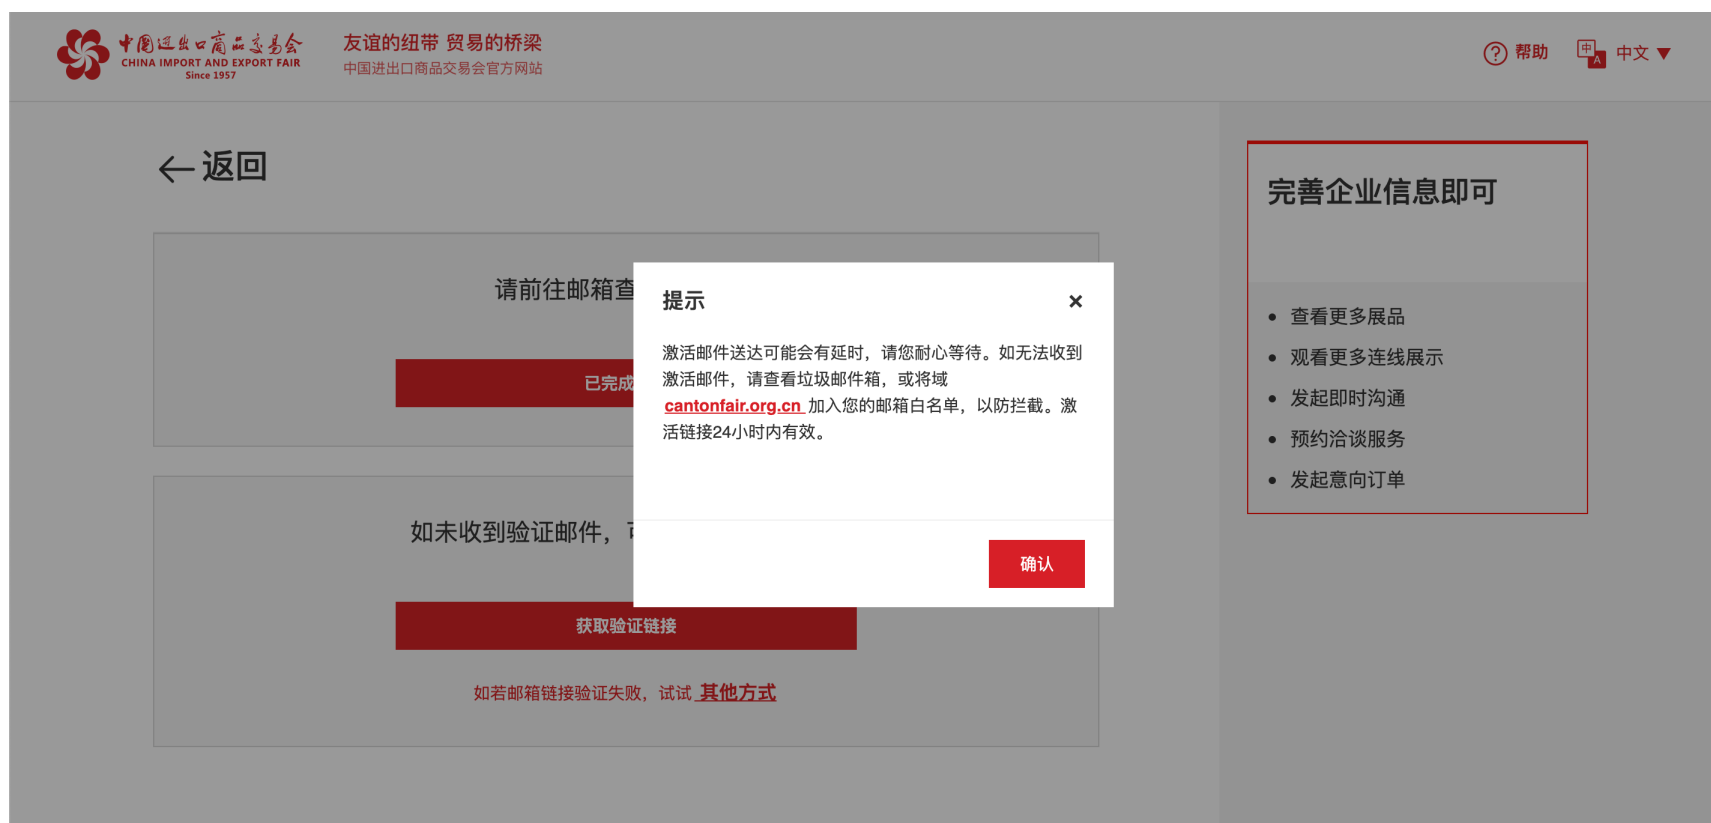 中国进出口商品交易会
CHINA IMPORT AND EXPORT FAIR
Since 1957
友谊的纽带 贸易的桥梁
中国进出口商品交易会官方网站
? 帮助
中 A 中文 ▼
← 返回
请前往邮箱查
已完成
如未收到验证邮件，
获取验证链接
如若邮箱链接验证失败，试试 其他方式
提示 ×
激活邮件送达可能会有延时，请您耐心等待。如无法收到
激活邮件，请查看垃圾邮件箱，或将域
cantonfair.org.cn 加入您的邮箱白名单，以防拦截。激
活链接24小时内有效。
确认
完善企业信息即可
• 查看更多展品
• 观看更多连线展示
• 发起即时沟通
• 预约洽谈服务
• 发起意向订单